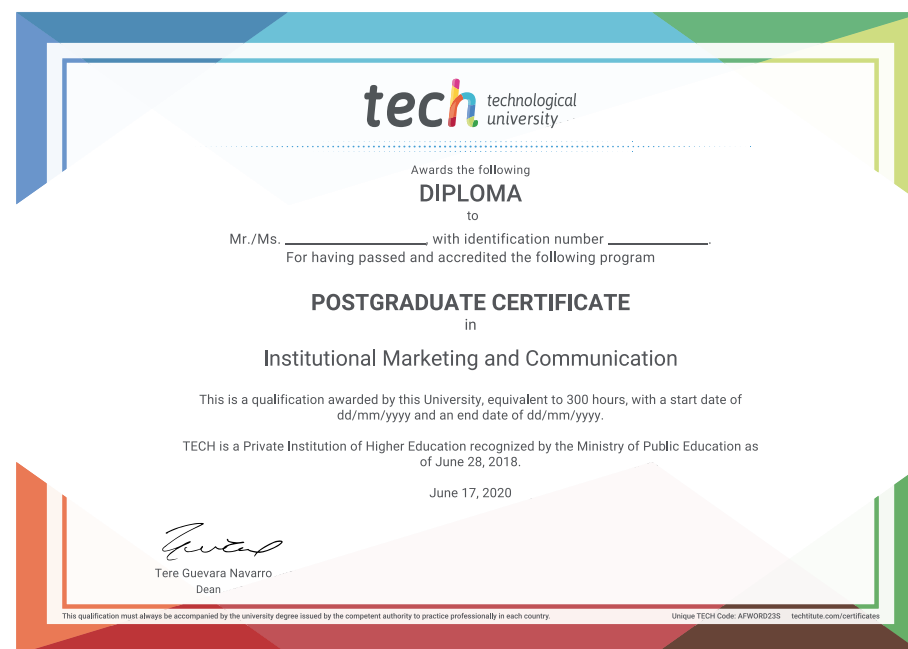 tech technological
university
Awards the following
DIPLOMA
to
Mr./Ms. ____________, with identification number ____________.
For having passed and accredited the following program
POSTGRADUATE CERTIFICATE
in
Institutional Marketing and Communication
This is a qualification awarded by this University, equivalent to 300 hours, with a start date of
dd/mm/yyyy and an end date of dd/mm/yyyy.
TECH is a Private Institution of Higher Education recognized by the Ministry of Public Education as
of June 28, 2018.
June 17, 2020
Tere Guevara Navarro
Dean
This qualification must always be accompanied by the university degree issued by the competent authority to practice professionally in each country.
Unique TECH Code: AFWORD23S techtitute.com/certificates